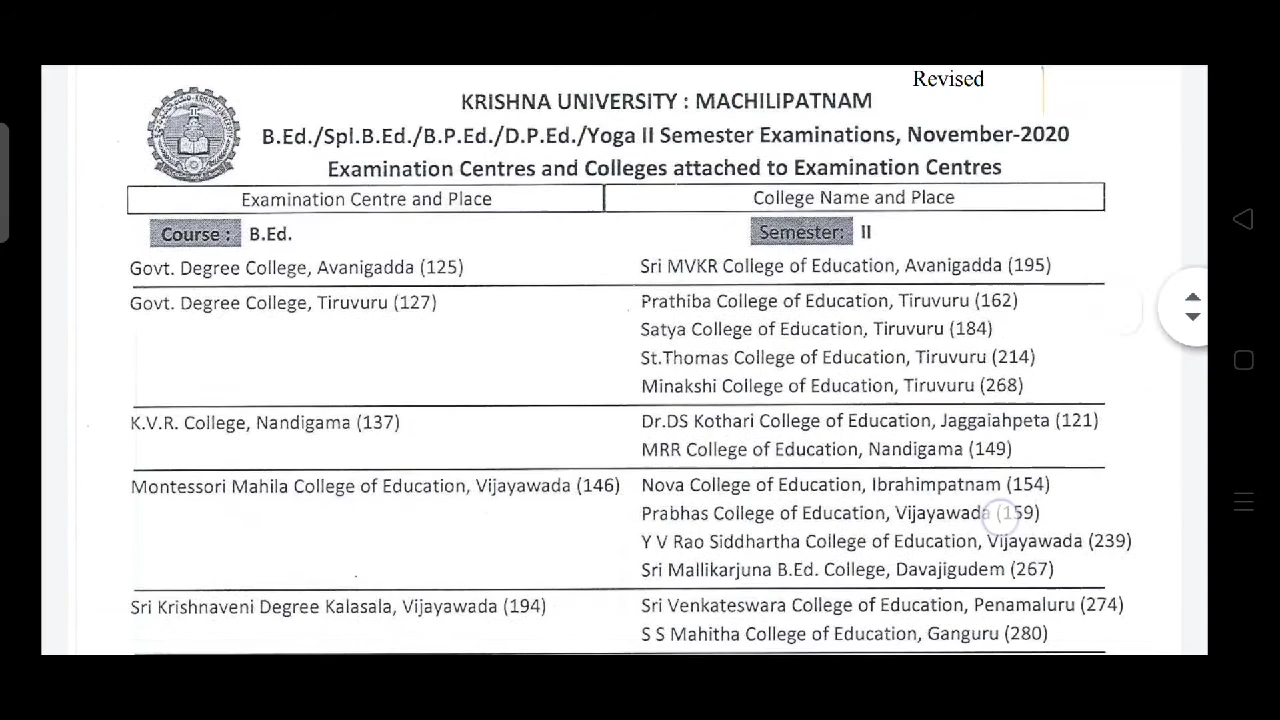 Revised
KRISHNA UNIVERSITY : MACHILIPATNAM
B.Ed./Spl.B.Ed./B.P.Ed./D.P.Ed./Yoga II Semester Examinations, November-2020
Examination Centres and Colleges attached to Examination Centres
Examination Centre and Place College Name and Place
Course : B.Ed. Semester: II
Govt. Degree College, Avanigadda (125) Sri MVKR College of Education, Avanigadda (195)
Govt. Degree College, Tiruvuru (127) Prathiba College of Education, Tiruvuru (162)
Satya College of Education, Tiruvuru (184)
St.Thomas College of Education, Tiruvuru (214)
Minakshi College of Education, Tiruvuru (268)
K.V.R. College, Nandigama (137) Dr.DS Kothari College of Education, Jaggaiahpeta (121)
MRR College of Education, Nandigama (149)
Montessori Mahila College of Education, Vijayawada (146) Nova College of Education, Ibrahimpatnam (154)
Prabhas College of Education, Vijayawada (159)
Y V Rao Siddhartha College of Education, Vijayawada (239)
Sri Mallikarjuna B.Ed. College, Davajigudem (267)
Sri Krishnaveni Degree Kalasala, Vijayawada (194) Sri Venkateswara College of Education, Penamaluru (274)
S S Mahitha College of Education, Ganguru (280)